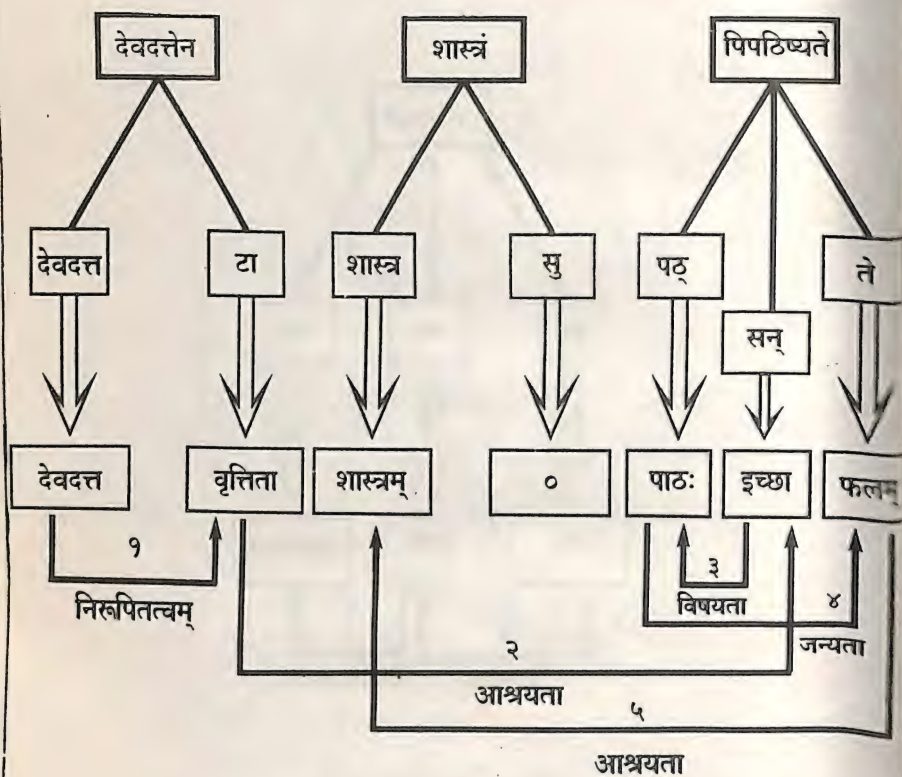 देवदत्तेन शास्त्रं पिपठिष्यते
देवदत्त टा शास्त्र सु पठ् ते
सन्
देवदत्त वृत्तिता शास्त्रम् ० पाठः इच्छा फलम्
१ ३
निरूपितत्वम् विषयता ४
जन्यता
२
आश्रयता
५
आश्रयता